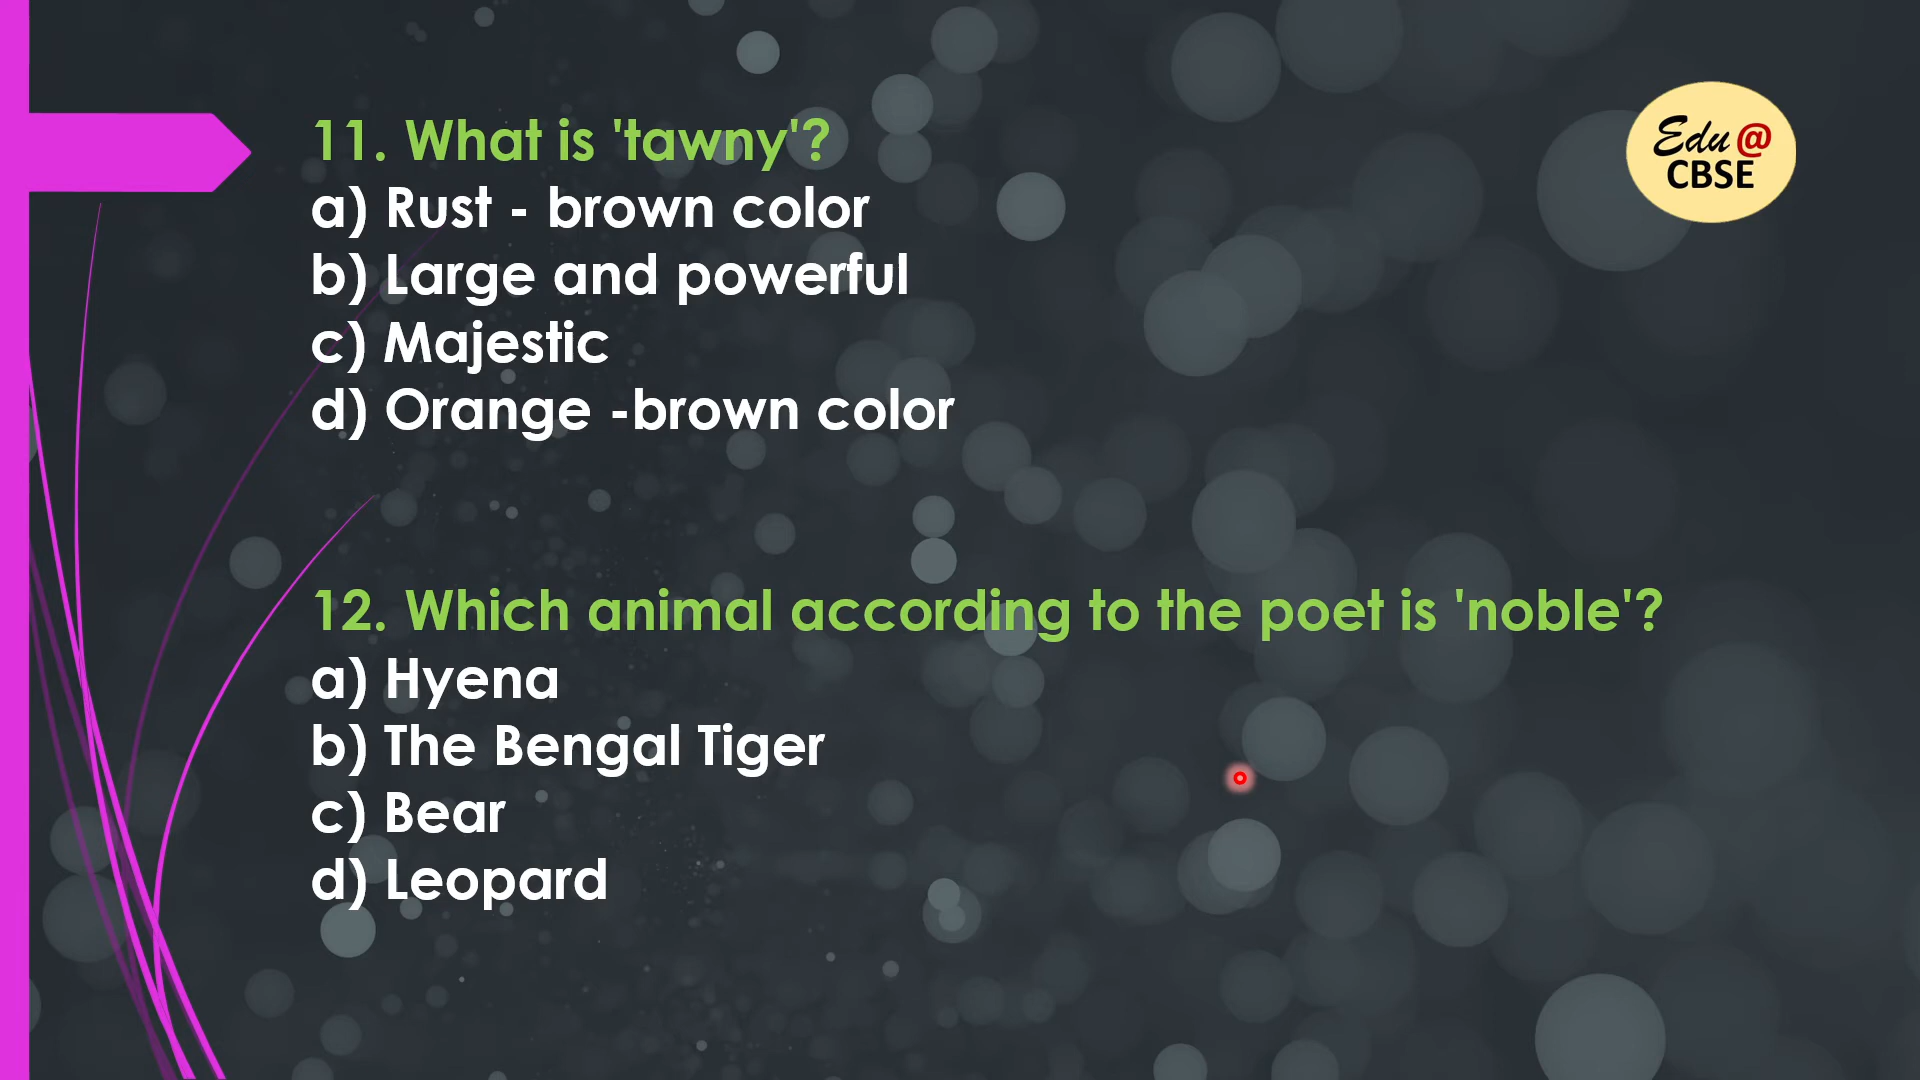 11. What is 'tawny'?
a) Rust - brown color
b) Large and powerful
c) Majestic
d) Orange -brown color
Edu @
CBSE
12. Which animal according to the poet is 'noble'?
a) Hyena
b) The Bengal Tiger
c) Bear
d) Leopard